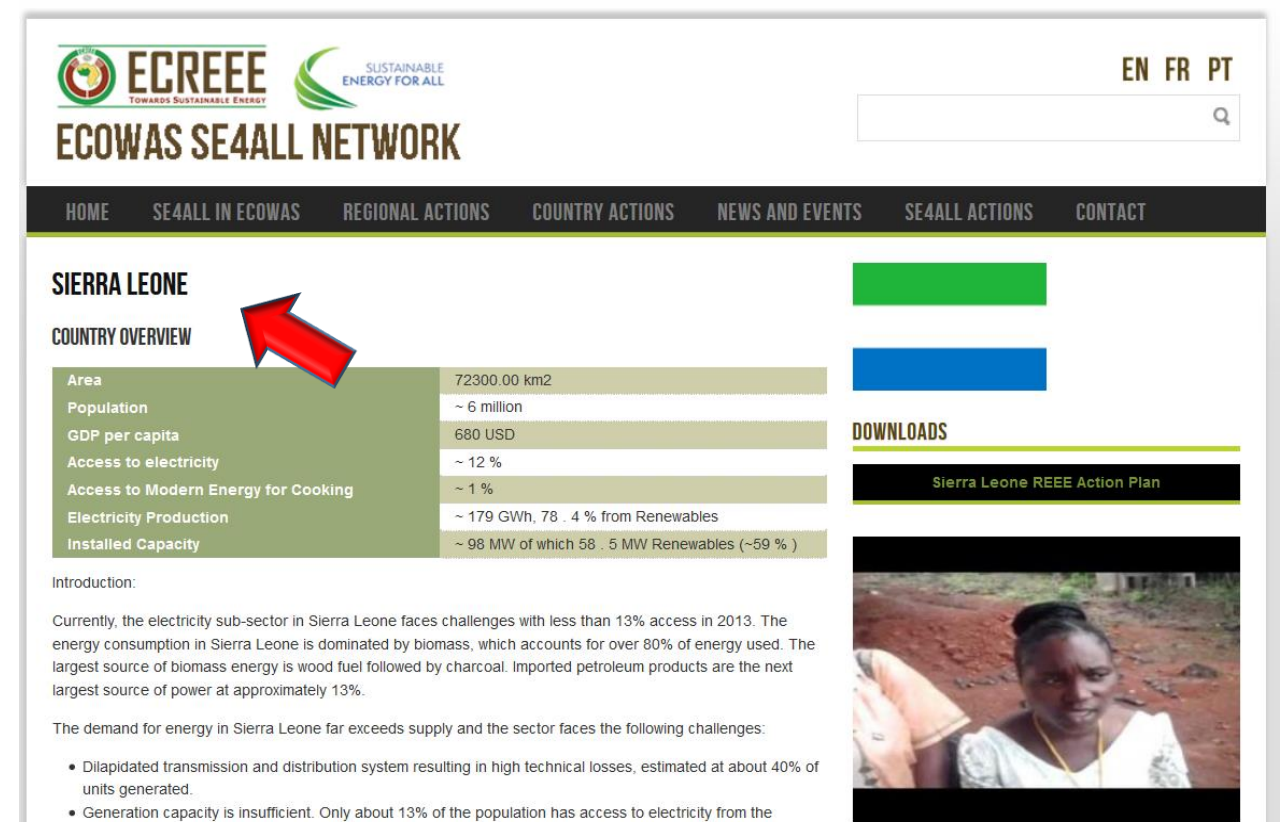 ECREEE
TOWARDS SUSTAINABLE ENERGY
SUSTAINABLE
ENERGY FOR ALL
EN FR PT
ECOWAS SE4ALL NETWORK
HOME SE4ALL IN ECOWAS REGIONAL ACTIONS COUNTRY ACTIONS NEWS AND EVENTS SE4ALL ACTIONS CONTACT
SIERRA LEONE
COUNTRY OVERVIEW
Area 72300.00 km2
Population ~ 6 million
GDP per capita 680 USD
Access to electricity ~ 12 %
Access to Modern Energy for Cooking ~ 1 %
Electricity Production ~ 179 GWh, 78 . 4 % from Renewables
Installed Capacity ~ 98 MW of which 58 . 5 MW Renewables (~59 % )
Introduction:
Currently, the electricity sub-sector in Sierra Leone faces challenges with less than 13% access in 2013. The
energy consumption in Sierra Leone is dominated by biomass, which accounts for over 80% of energy used. The
largest source of biomass energy is wood fuel followed by charcoal. Imported petroleum products are the next
largest source of power at approximately 13%.
The demand for energy in Sierra Leone far exceeds supply and the sector faces the following challenges:
• Dilapidated transmission and distribution system resulting in high technical losses, estimated at about 40% of
units generated.
• Generation capacity is insufficient. Only about 13% of the population has access to electricity from the
DOWNLOADS
Sierra Leone REEE Action Plan